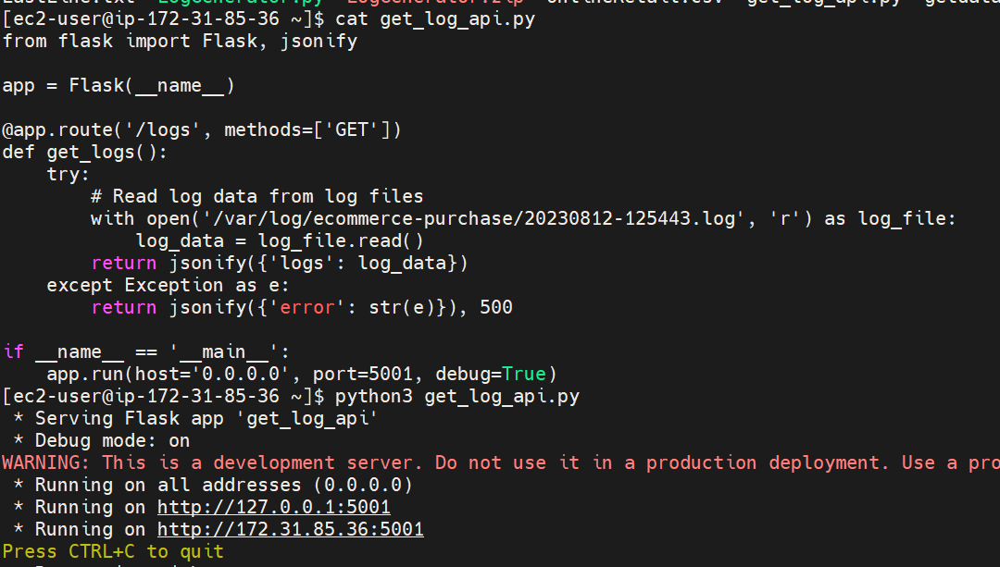 LogGenerator.py LogGenerator.zip get_log_api.py
[ec2-user@ip-172-31-85-36 ~]$ cat get_log_api.py
from flask import Flask, jsonify
app = Flask(__name__)
@app.route('/logs', methods=['GET'])
def get_logs():
    try:
        # Read log data from log files
        with open('/var/log/ecommerce-purchase/20230812-125443.log', 'r') as log_file:
            log_data = log_file.read()
        return jsonify({'logs': log_data})
    except Exception as e:
        return jsonify({'error': str(e)}), 500
if __name__ == '__main__':
    app.run(host='0.0.0.0', port=5001, debug=True)
[ec2-user@ip-172-31-85-36 ~]$ python3 get_log_api.py
 * Serving Flask app 'get_log_api'
 * Debug mode: on
WARNING: This is a development server. Do not use it in a production deployment. Use a pro
 * Running on all addresses (0.0.0.0)
 * Running on http://127.0.0.1:5001
 * Running on http://172.31.85.36:5001
Press CTRL+C to quit